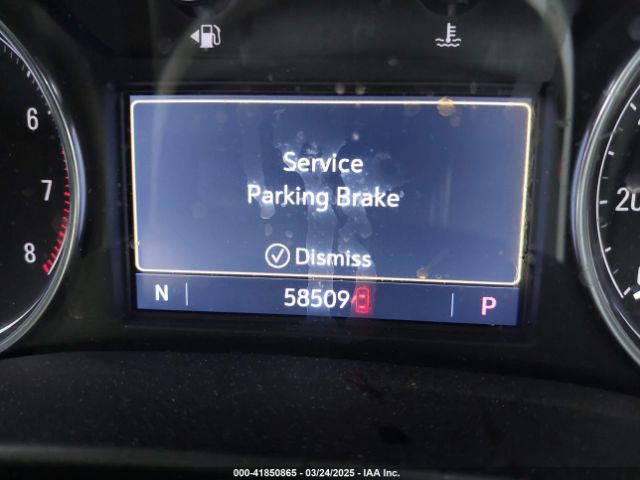 6
7
8
Service
Parking Brake
Dismiss
N 58509 P
20
000-41850865 - 03/24/2025 - IAA Inc.